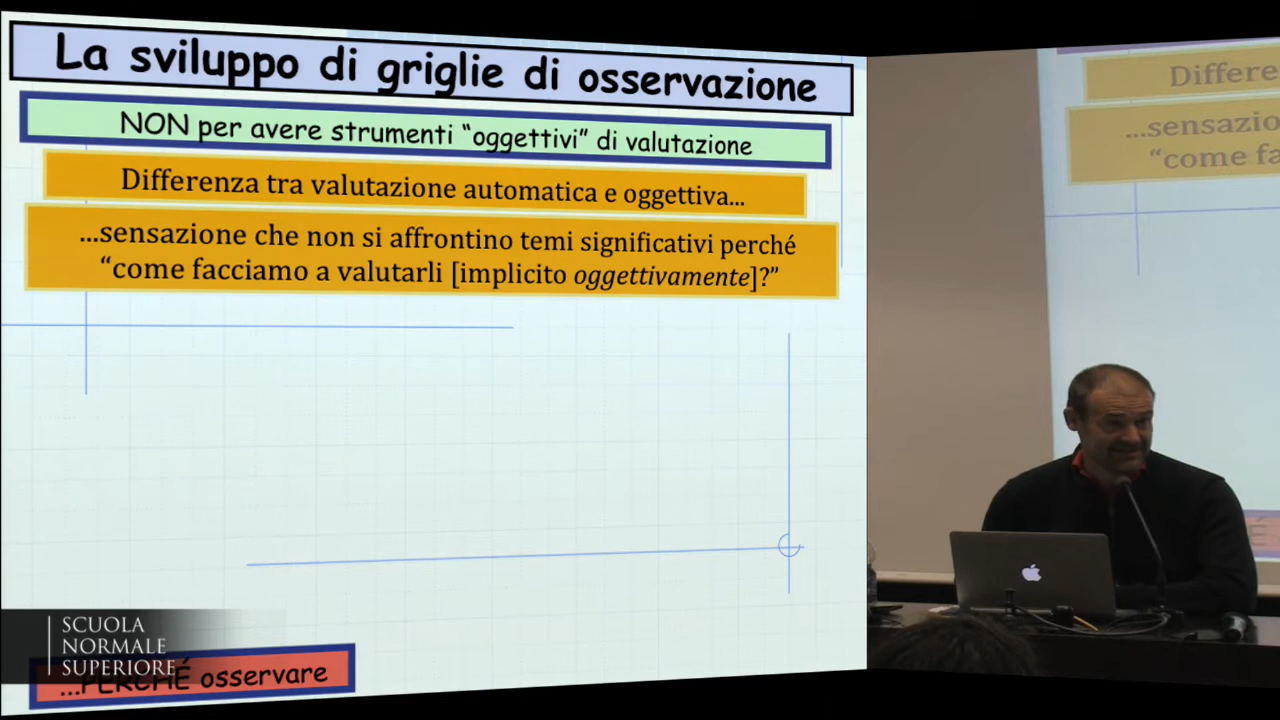 La sviluppo di griglie di osservazione
NON per avere strumenti “oggettivi” di valutazione
Differenza tra valutazione automatica e oggettiva...
...sensazione che non si affrontino temi significativi perché
“come facciamo a valutarli [implicito oggettivamente]?”
...PERCHÉ osservare
SCUOLA
NORMALE
SUPERIORE
Differe
...sensazio
“come fa